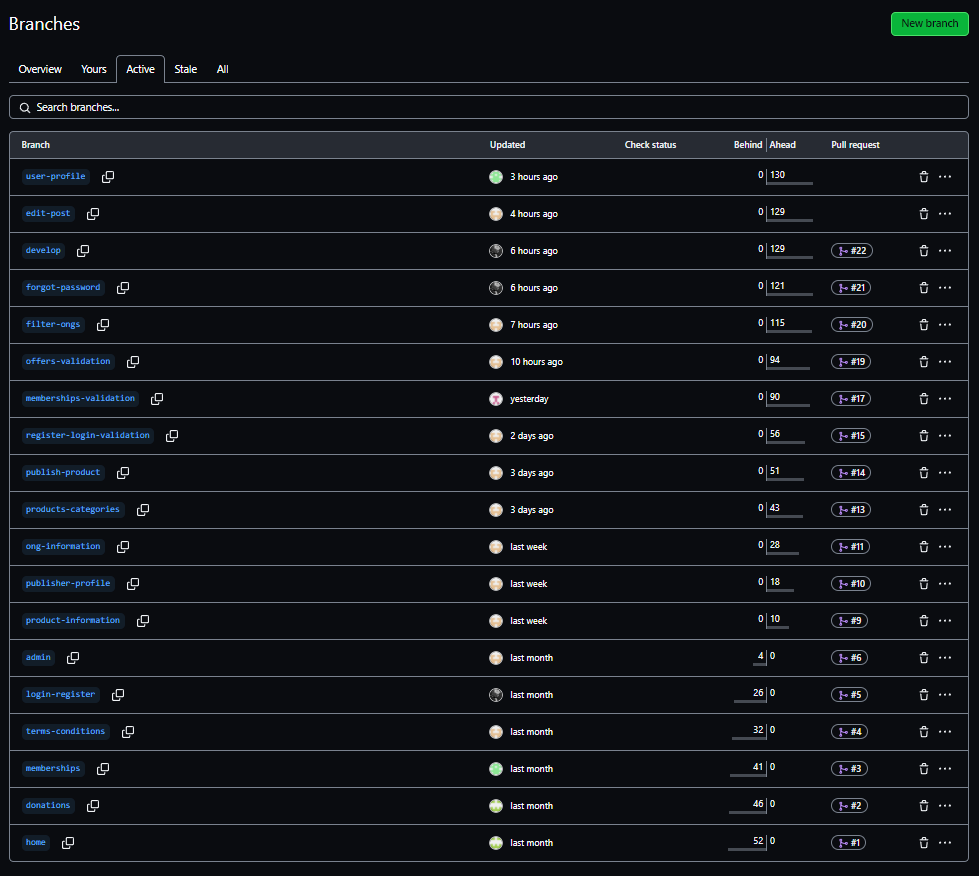 Branches
New branch
Overview Yours Active Stale All
Search branches...
Branch Updated Check status Behind Ahead Pull request
user-profile 3 hours ago 0 130
edit-post 4 hours ago 0 129
develop 6 hours ago 0 129 #22
forgot-password 6 hours ago 0 121 #21
filter-ongs 7 hours ago 0 115 #20
offers-validation 10 hours ago 0 94 #19
memberships-validation yesterday 0 90 #17
register-login-validation 2 days ago 0 56 #15
publish-product 3 days ago 0 51 #14
products-categories 3 days ago 0 43 #13
ong-information last week 0 28 #11
publisher-profile last week 0 18 #10
product-information last week 0 10 #9
admin last month 4 0 #6
login-register last month 26 0 #5
terms-conditions last month 32 0 #4
memberships last month 41 0 #3
donations last month 46 0 #2
home last month 52 0 #1